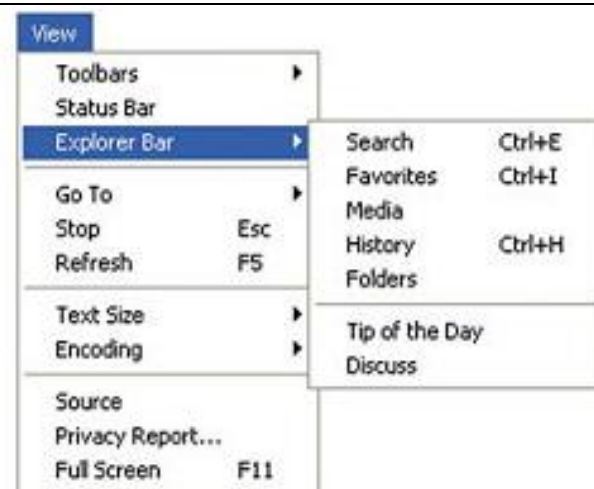 View
Toolbars
Status Bar
Explorer Bar
Go To
Stop Esc
Refresh F5
Text Size
Encoding
Source
Privacy Report...
Full Screen F11
Search Ctrl+E
Favorites Ctrl+I
Media
History Ctrl+H
Folders
Tip of the Day
Discuss